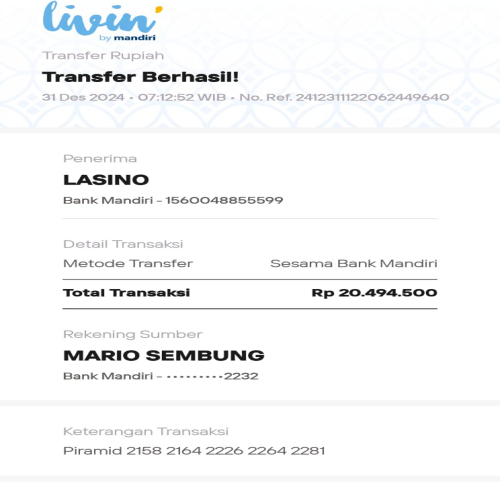 livin'
by mandiri
Transfer Rupiah
Transfer Berhasil!
31 Des 2024 • 07:12:52 WIB • No. Ref. 2412311122062449640
Penerima
LASINO
Bank Mandiri - 1560048855599
Detail Transaksi
Metode Transfer Sesama Bank Mandiri
Total Transaksi Rp 20.494.500
Rekening Sumber
MARIO SEMBUNG
Bank Mandiri - •••••••••2232
Keterangan Transaksi
Piramid 2158 2164 2226 2264 2281